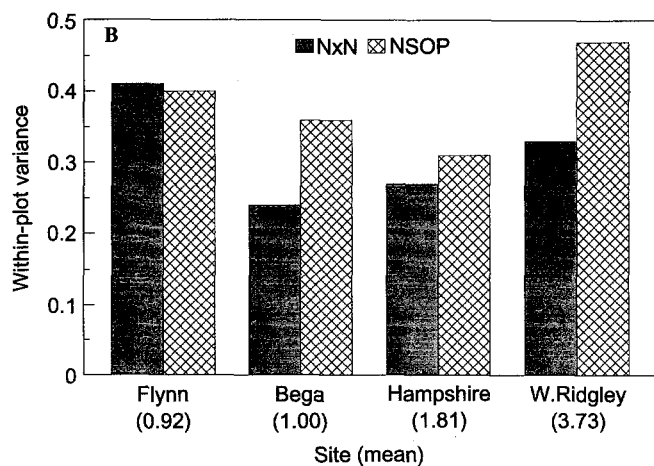 B
NxN NSOP
Within-plot variance
0.5
0.4
0.3
0.2
0.1
0
Flynn Bega Hampshire W.Ridgley
(0.92) (1.00) (1.81) (3.73)
Site (mean)